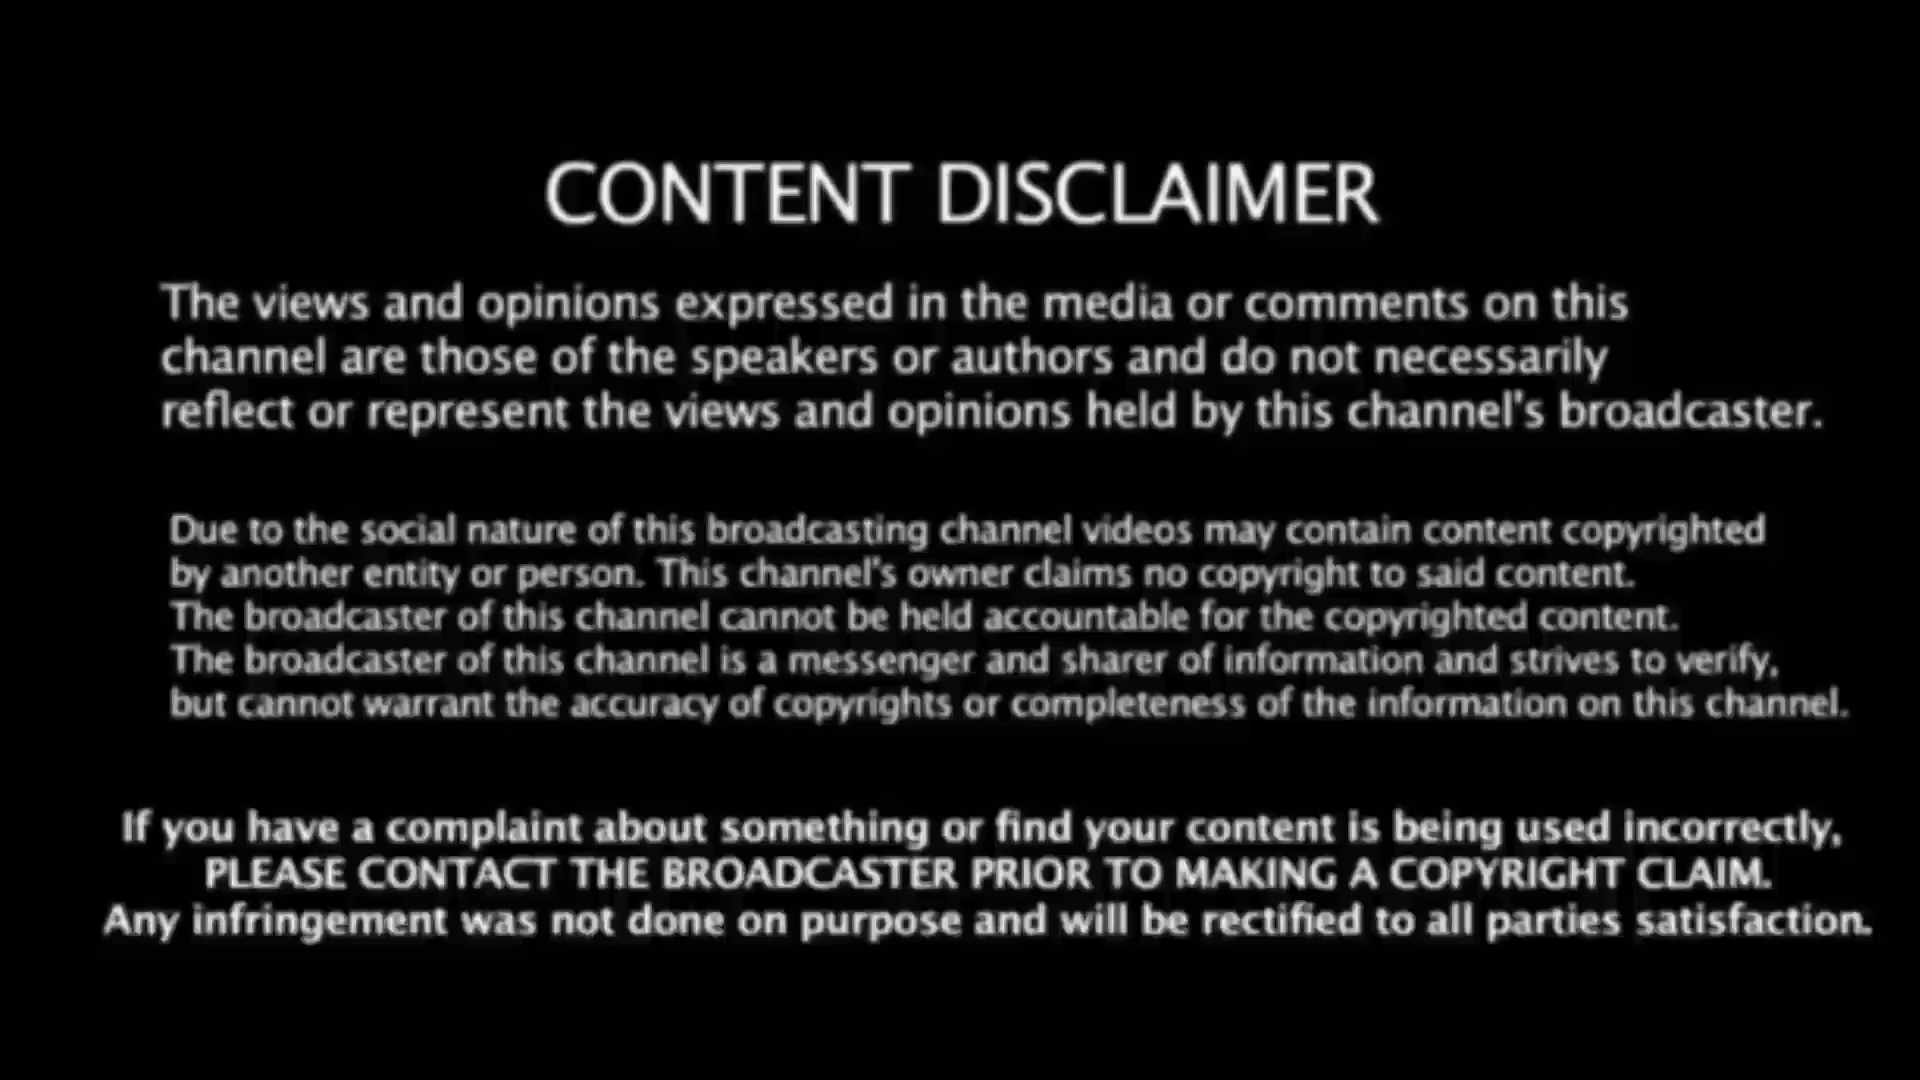 CONTENT DISCLAIMER
The views and opinions expressed in the media or comments on this
channel are those of the speakers or authors and do not necessarily
reflect or represent the views and opinions held by this channel's broadcaster.
Due to the social nature of this broadcasting channel videos may contain content copyrighted
by another entity or person. This channel's owner claims no copyright to said content.
The broadcaster of this channel cannot be held accountable for the copyrighted content.
The broadcaster of this channel is a messenger and sharer of information and strives to verify,
but cannot warrant the accuracy of copyrights or completeness of the information on this channel.
If you have a complaint about something or find your content is being used incorrectly,
PLEASE CONTACT THE BROADCASTER PRIOR TO MAKING A COPYRIGHT CLAIM.
Any infringement was not done on purpose and will be rectified to all parties satisfaction.